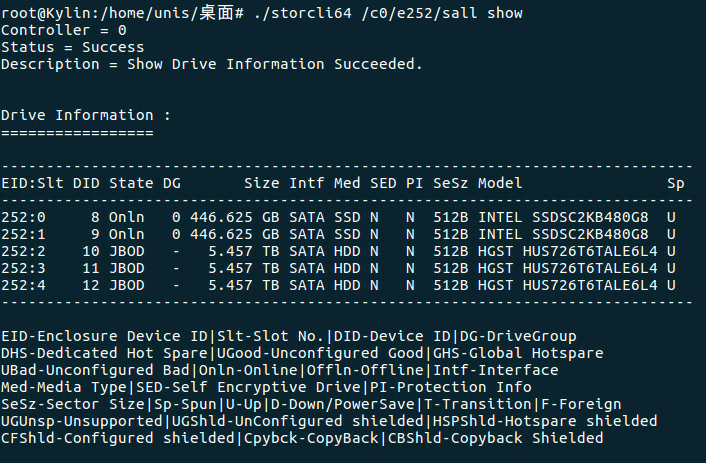 root@Kylin:/home/unis/桌面# ./storcli64 /c0/e252/sall show
Controller = 0
Status = Success
Description = Show Drive Information Succeeded.
Drive Information :
=================
-----------------------------------------------------------------------------
EID:Slt DID State DG       Size Intf Med SED PI SeSz Model                Sp
-----------------------------------------------------------------------------
252:0     8 Onln   0 446.625 GB SATA SSD N   N  512B INTEL SSDSC2KB480G8  U
252:1     9 Onln   0 446.625 GB SATA SSD N   N  512B INTEL SSDSC2KB480G8  U
252:2    10 JBOD   -   5.457 TB SATA HDD N   N  512B HGST HUS726T6TALE6L4 U
252:3    11 JBOD   -   5.457 TB SATA HDD N   N  512B HGST HUS726T6TALE6L4 U
252:4    12 JBOD   -   5.457 TB SATA HDD N   N  512B HGST HUS726T6TALE6L4 U
-----------------------------------------------------------------------------
EID-Enclosure Device ID|Slt-Slot No.|DID-Device ID|DG-DriveGroup
DHS-Dedicated Hot Spare|UGood-Unconfigured Good|GHS-Global Hotspare
UBad-Unconfigured Bad|Onln-Online|Offln-Offline|Intf-Interface
Med-Media Type|SED-Self Encryptive Drive|PI-Protection Info
SeSz-Sector Size|Sp-Spun|U-Up|D-Down/PowerSave|T-Transition|F-Foreign
UGUnsp-Unsupported|UGShld-UnConfigured shielded|HSPShld-Hotspare shielded
CFShld-Configured shielded|Cpybck-CopyBack|CBShld-Copyback Shielded